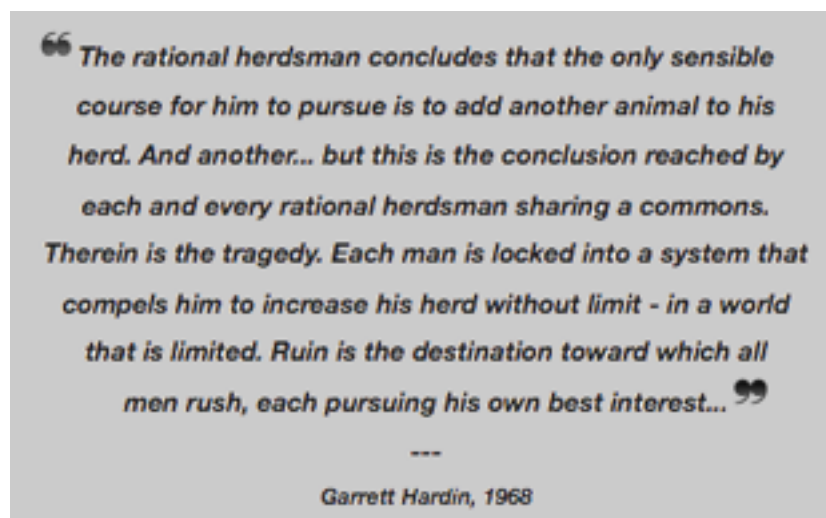 ❝ The rational herdsman concludes that the only sensible
course for him to pursue is to add another animal to his
herd. And another... but this is the conclusion reached by
each and every rational herdsman sharing a commons.
Therein is the tragedy. Each man is locked into a system that
compels him to increase his herd without limit - in a world
that is limited. Ruin is the destination toward which all
men rush, each pursuing his own best interest... ❞
---
Garrett Hardin, 1968